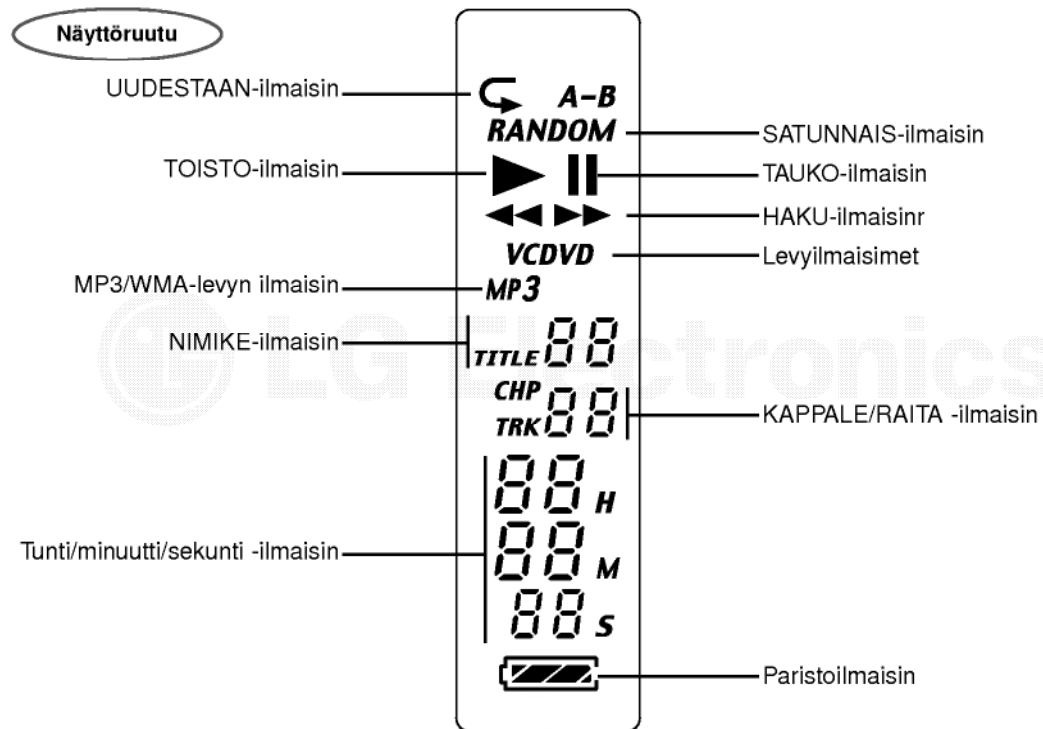 Näyttöruutu
UUDESTAAN-ilmaisin
A-B
RANDOM
SATUNNAIS-ilmaisin
TOISTO-ilmaisin
TAUKO-ilmaisin
HAKU-ilmaisinr
VCDVD
Levyilmaisimet
MP3/WMA-levyn ilmaisin
MP3
NIMIKE-ilmaisin
TITLE 88
LG Electronics
CHP
TRK 88
KAPPALE/RAITA -ilmaisin
88 H
Tunti/minuutti/sekunti -ilmaisin
88 M
88 S
Paristoilmaisin